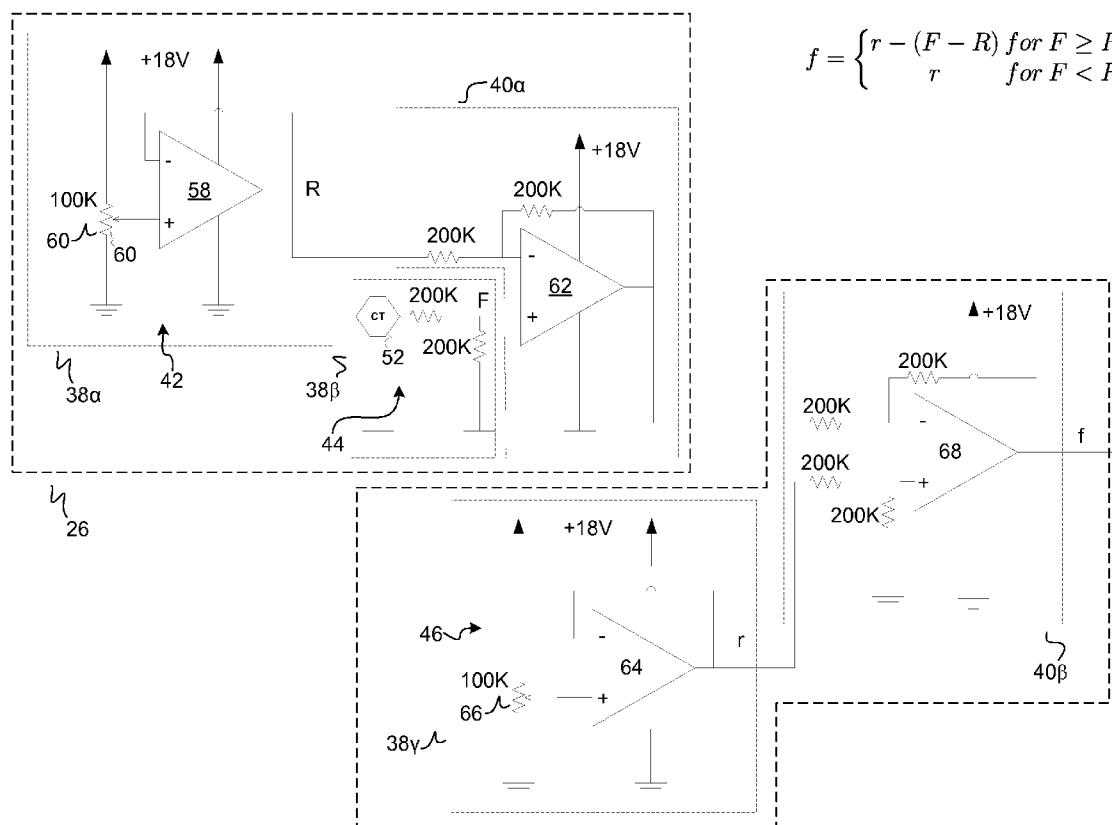 +18V
58
-
+
100K
60
60
42
38α
R
40α
+18V
200K
200K
62
-
+
CT
52
200K
F
200K
38β
44
26
f = { r - (F - R) for F ≥
r for F <
+18V
200K
200K
200K
200K
-
+
68
f
40β
+18V
46
-
+
64
r
100K
66
38γ